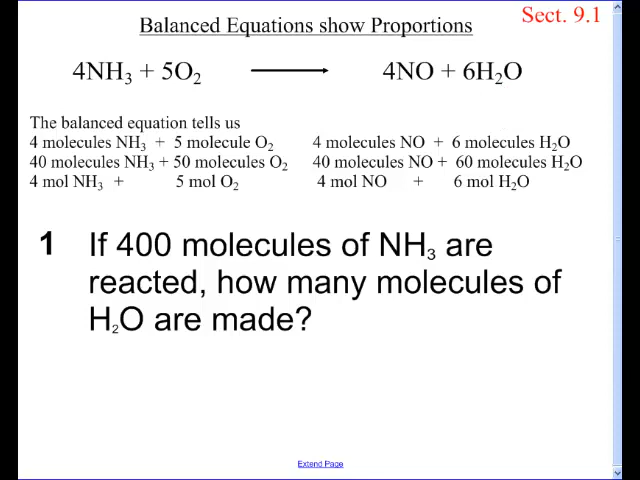 Sect. 9.1
Balanced Equations show Proportions
4NH₃ + 5O₂ ⟶ 4NO + 6H₂O
The balanced equation tells us
4 molecules NH₃ + 5 molecule O₂ 4 molecules NO + 6 molecules H₂O
40 molecules NH₃ + 50 molecules O₂ 40 molecules NO + 60 molecules H₂O
4 mol NH₃ + 5 mol O₂ 4 mol NO + 6 mol H₂O
1 If 400 molecules of NH₃ are
reacted, how many molecules of
H₂O are made?
Extend Page